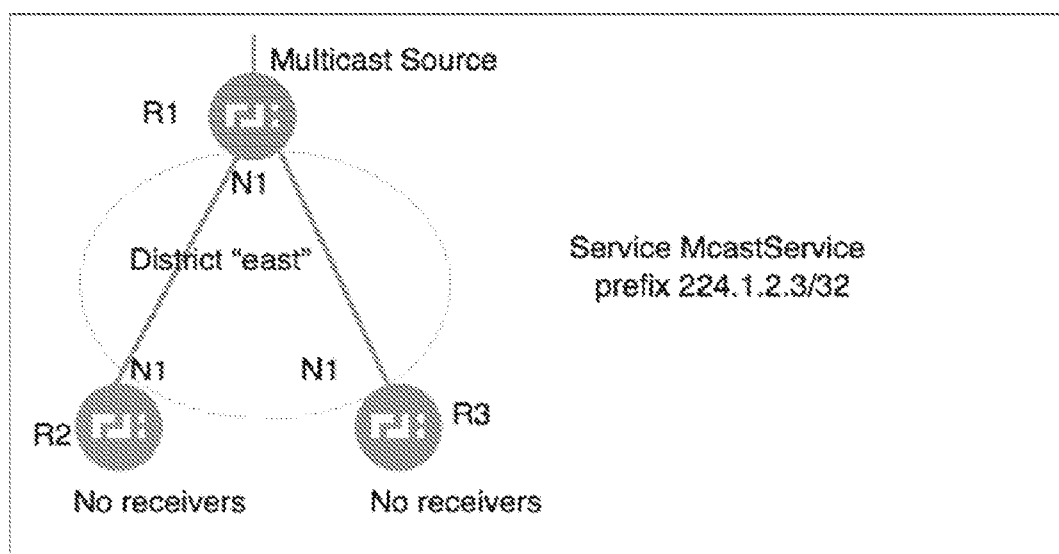 Multicast Source
R1
N1
District "east"
Service McastService
prefix 224.1.2.3/32
N1
N1
R2
R3
No receivers
No receivers